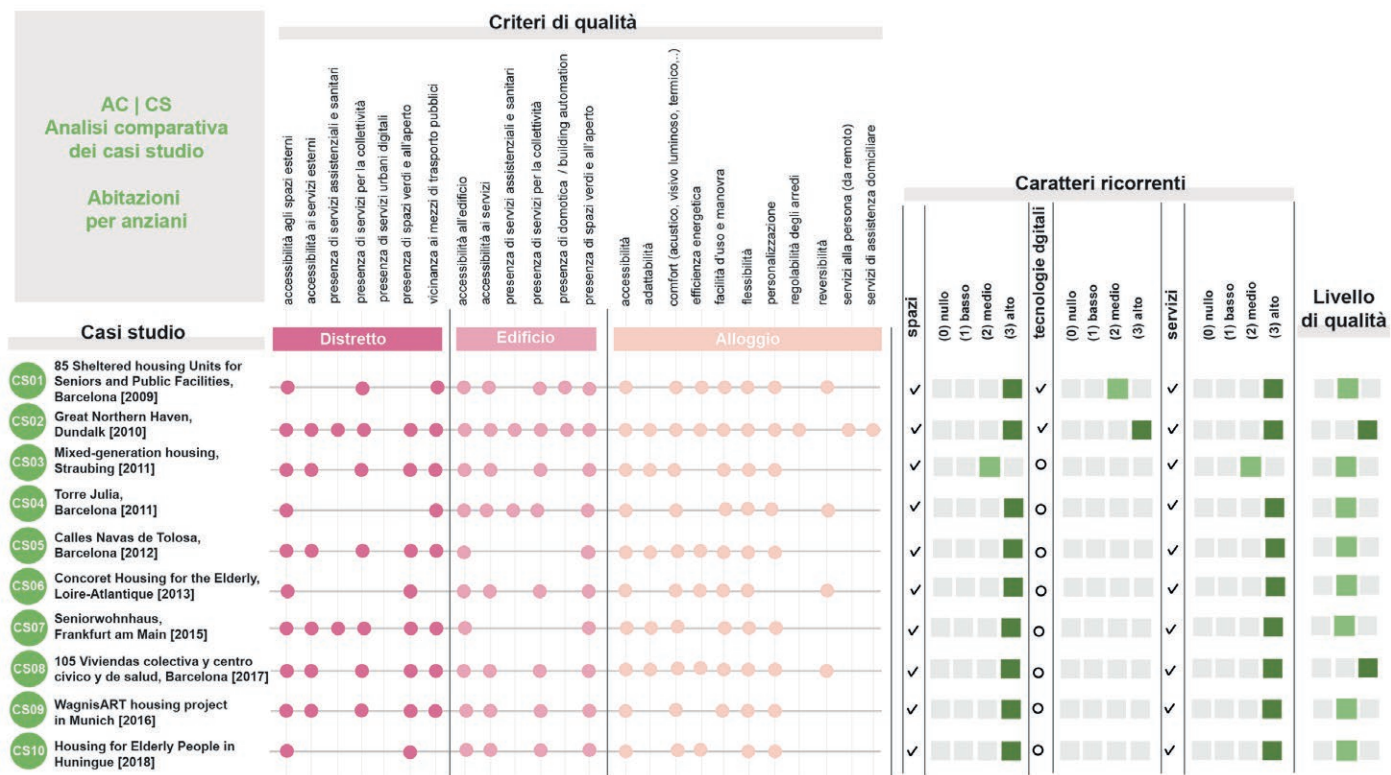 AC | CS
Analisi comparativa
dei casi studio
Abitazioni
per anziani
Criteri di qualità
accessibilità agli spazi esterni
accessibilità ai servizi esterni
presenza di servizi assistenziali e sanitari
presenza di servizi per la collettività
presenza di servizi urbani digitali
presenza di spazi verdi e all'aperto
vicinanza ai mezzi di trasporto pubblici
accessibilità all'edificio
accessibilità ai servizi
presenza di servizi assistenziali e sanitari
presenza di servizi per la collettività
presenza di domotica / building automation
presenza di spazi verdi e all'aperto
accessibilità
adattabilità
comfort (acustico, visivo luminoso, termico,..)
efficienza energetica
facilità d'uso e manovra
flessibilità
personalizzazione
regolabilità degli arredi
reversibilità
servizi alla persona (da remoto)
servizi di assistenza domiciliare
Caratteri ricorrenti
spazi
(0) nullo
(1) basso
(2) medio
(3) alto
tecnologie dgitali
(0) nullo
(1) basso
(2) medio
(3) alto
servizi
(0) nullo
(1) basso
(2) medio
(3) alto
Livello
di qualità
Casi studio
Distretto
Edificio
Alloggio
CS01
85 Sheltered housing Units for
Seniors and Public Facilities,
Barcelona [2009]
CS02
Great Northern Haven,
Dundalk [2010]
CS03
Mixed-generation housing,
Straubing [2011]
CS04
Torre Julia,
Barcelona [2011]
CS05
Calles Navas de Tolosa,
Barcelona [2012]
CS06
Concoret Housing for the Elderly,
Loire-Atlantique [2013]
CS07
Seniorwohnhaus,
Frankfurt am Main [2015]
CS08
105 Viviendas colectiva y centro
civico y de salud, Barcelona [2017]
CS09
WagnisART housing project
in Munich [2016]
CS10
Housing for Elderly People in
Huningue [2018]